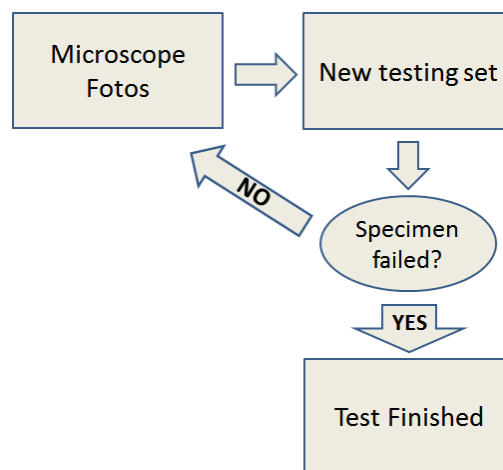 Microscope
Fotos
New testing set
NO
Specimen
failed?
YES
Test Finished